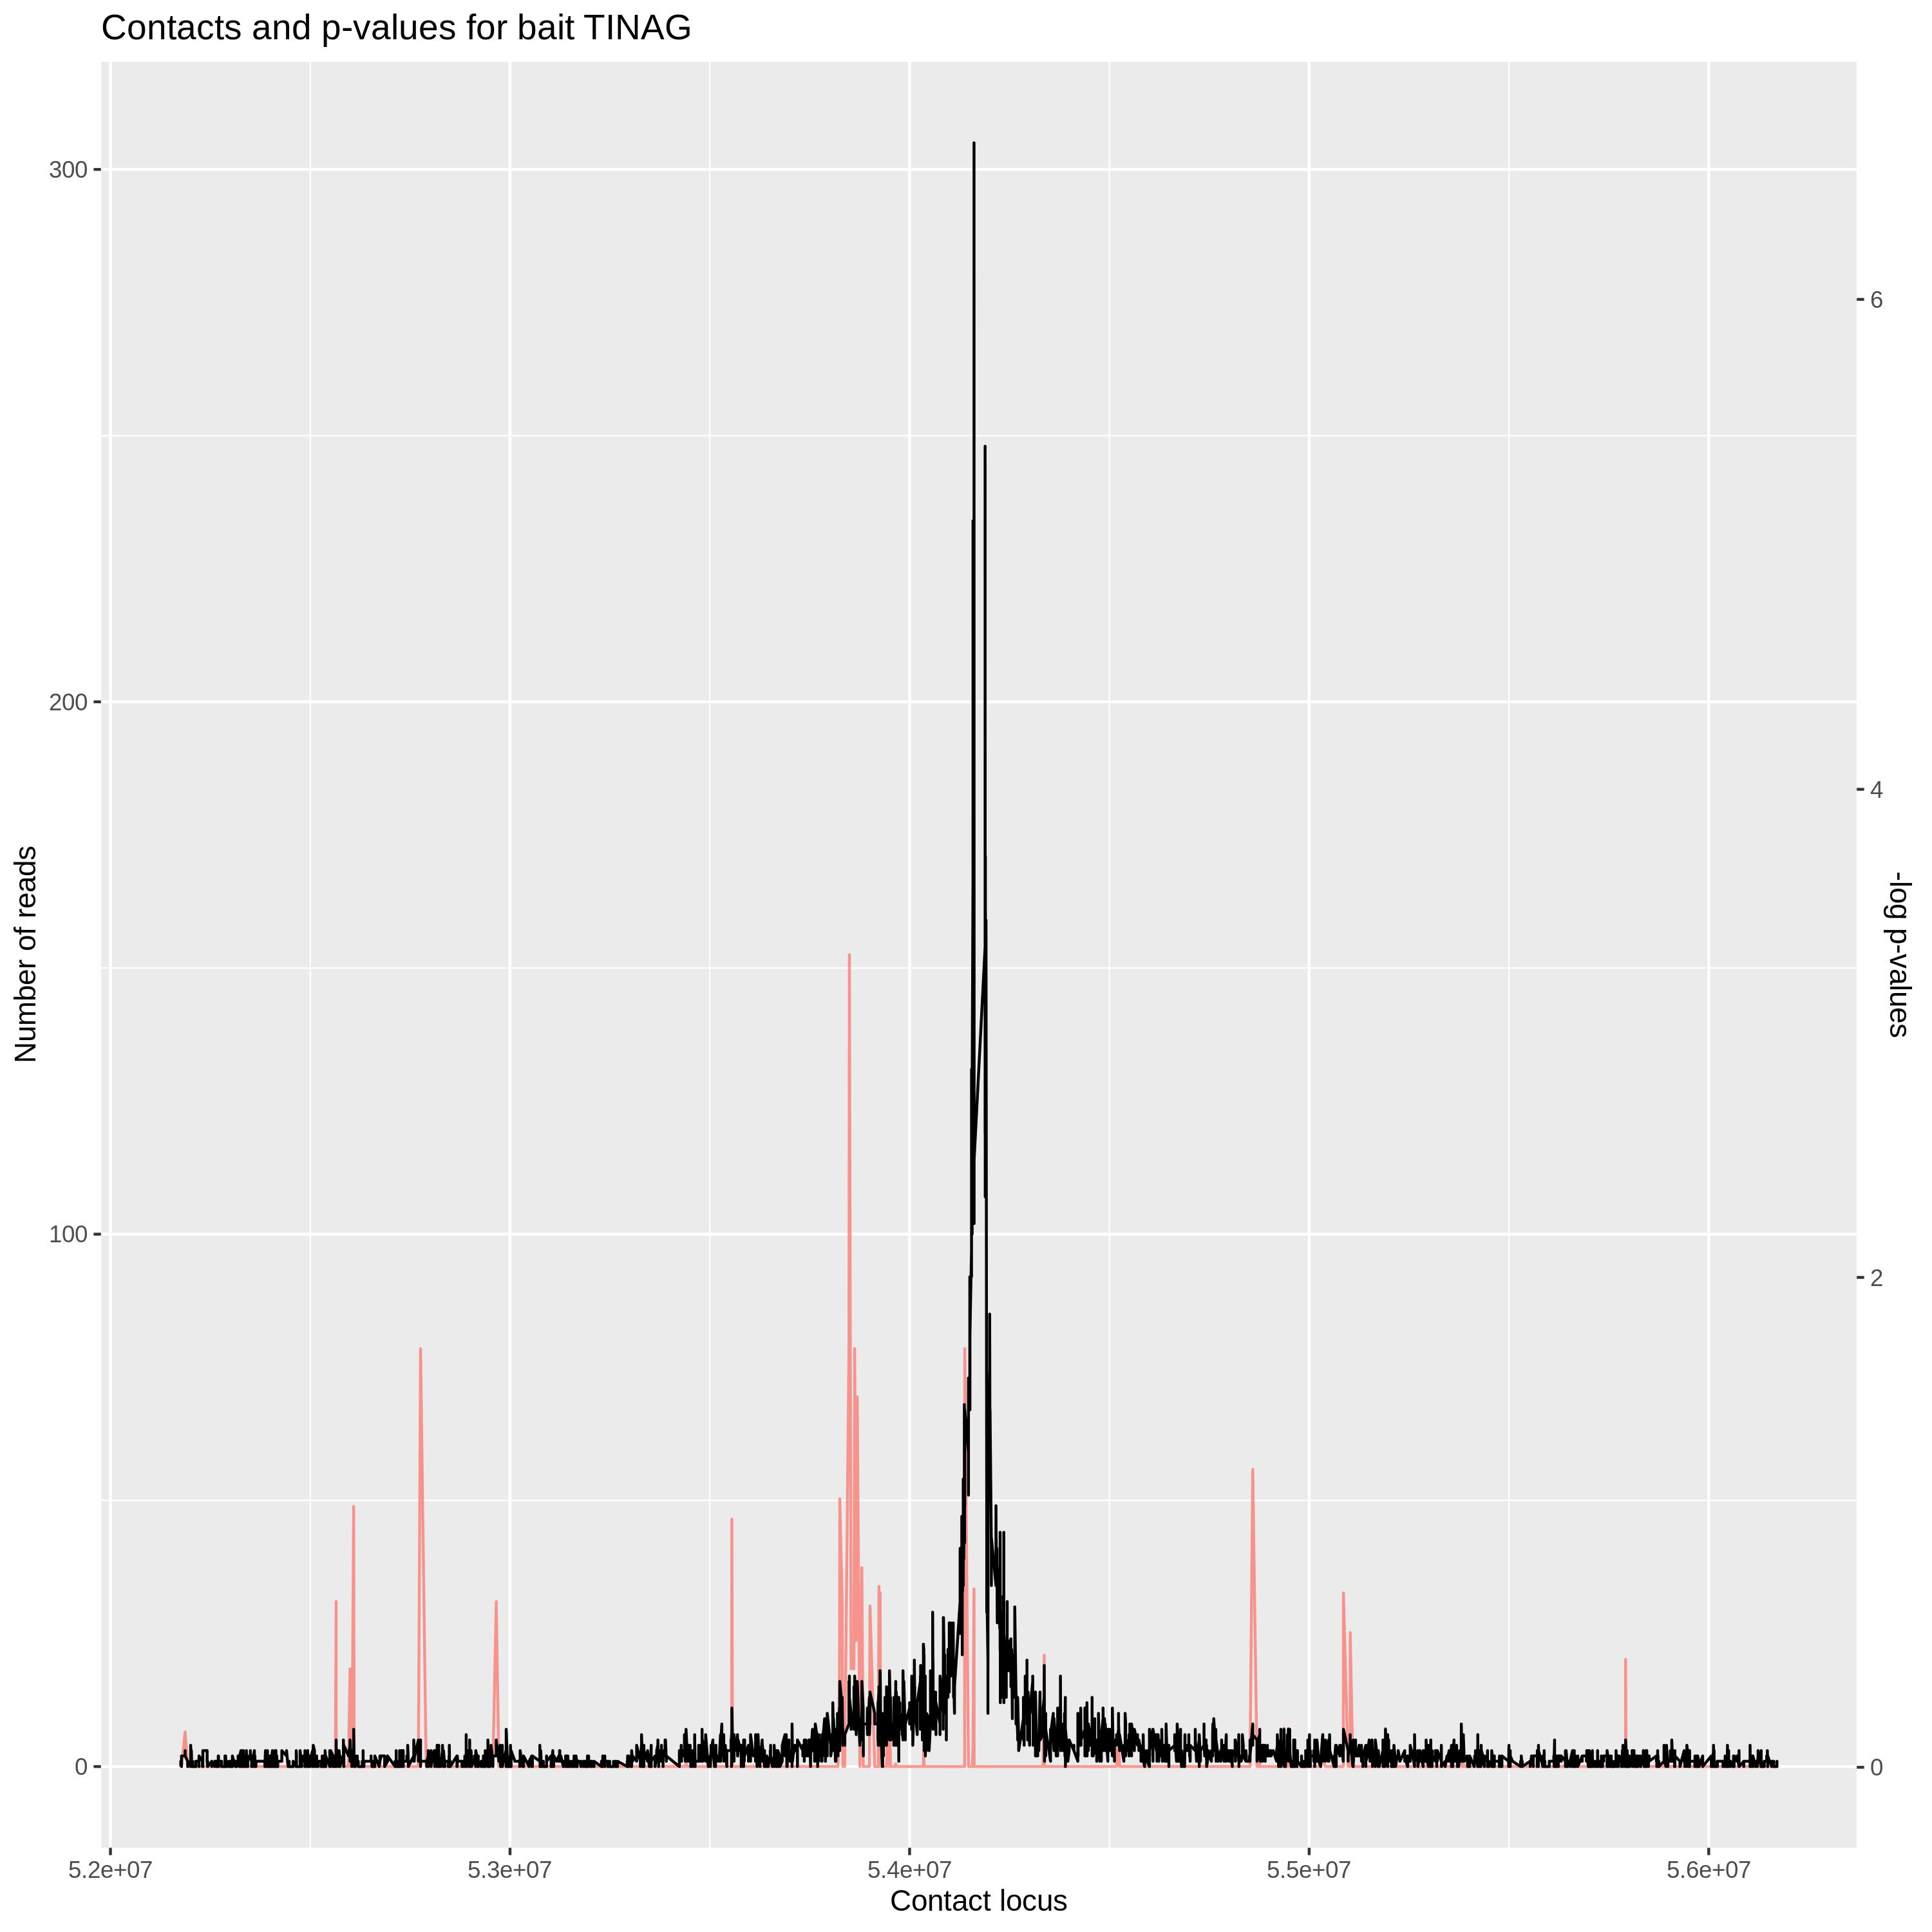 Contacts and p-values for bait TINAG
300
200
100
0
Number of reads
6
4
2
0
-log p-values
5.2e+07 5.3e+07 5.4e+07 5.5e+07 5.6e+07
Contact locus